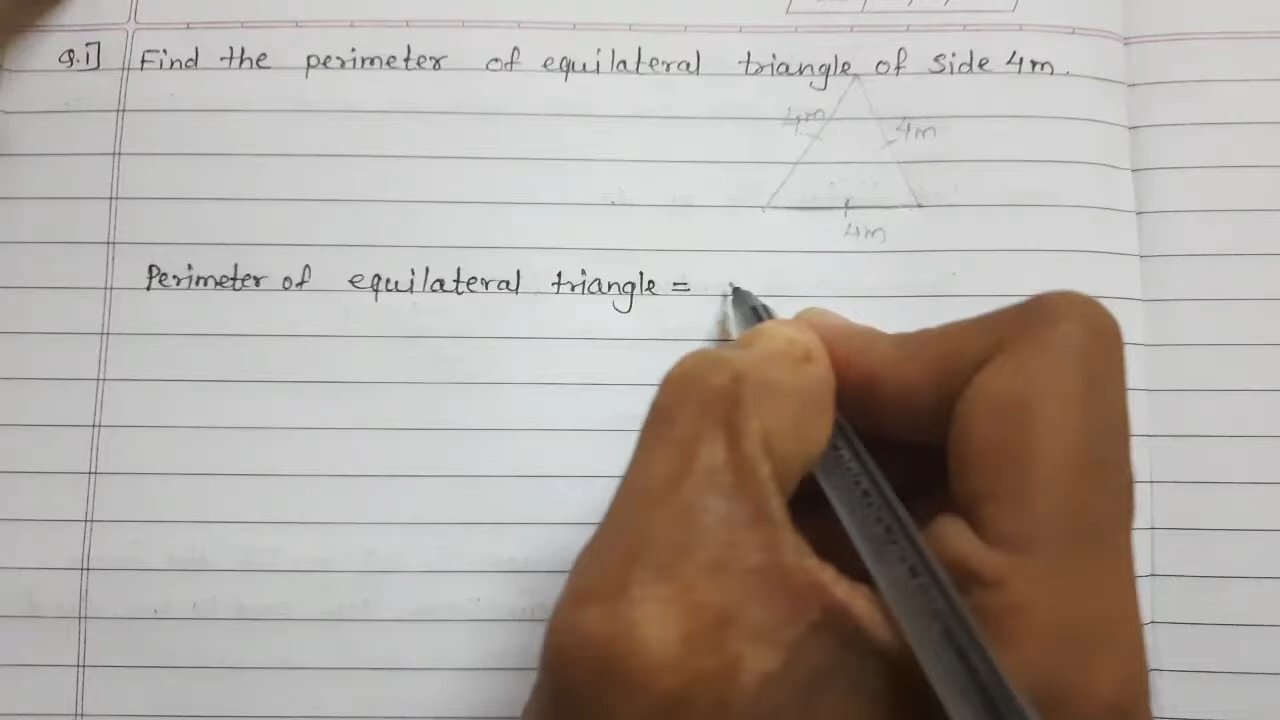 Q.1] Find the perimeter of equilateral triangle of side 4m.
4m 4m
4m
Perimeter of equilateral triangle =